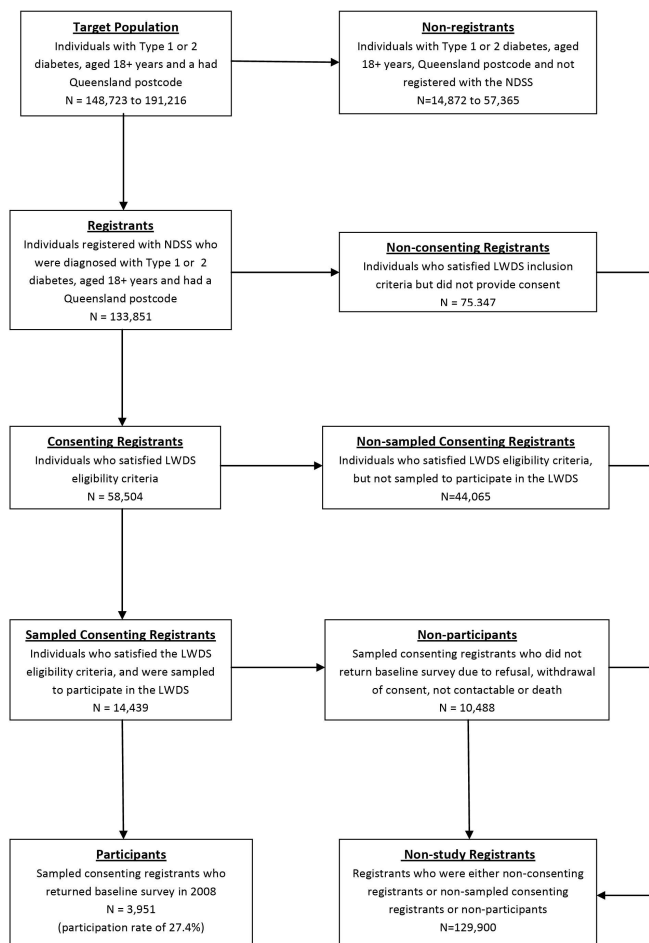 Target Population
Individuals with Type 1 or 2
diabetes, aged 18+ years and a had
Queensland postcode
N = 148,723 to 191,216
Non-registrants
Individuals with Type 1 or 2 diabetes, aged
18+ years, Queensland postcode and not
registered with the NDSS
N=14,872 to 57,365
Registrants
Individuals registered with NDSS who
were diagnosed with Type 1 or 2
diabetes, aged 18+ years and had a
Queensland postcode
N = 133,851
Non-consenting Registrants
Individuals who satisfied LWDS inclusion
criteria but did not provide consent
N = 75,347
Consenting Registrants
Individuals who satisfied LWDS
eligibility criteria
N = 58,504
Non-sampled Consenting Registrants
Individuals who satisfied LWDS eligibility criteria,
but not sampled to participate in the LWDS
N=44,065
Sampled Consenting Registrants
Individuals who satisfied the LWDS
eligibility criteria, and were sampled
to participate in the LWDS
N = 14,439
Non-participants
Sampled consenting registrants who did not
return baseline survey due to refusal, withdrawal
of consent, not contactable or death
N = 10,488
Participants
Sampled consenting registrants who
returned baseline survey in 2008
N = 3,951
(participation rate of 27.4%)
Non-study Registrants
Registrants who were either non-consenting
registrants or non-sampled consenting
registrants or non-participants
N=129,900